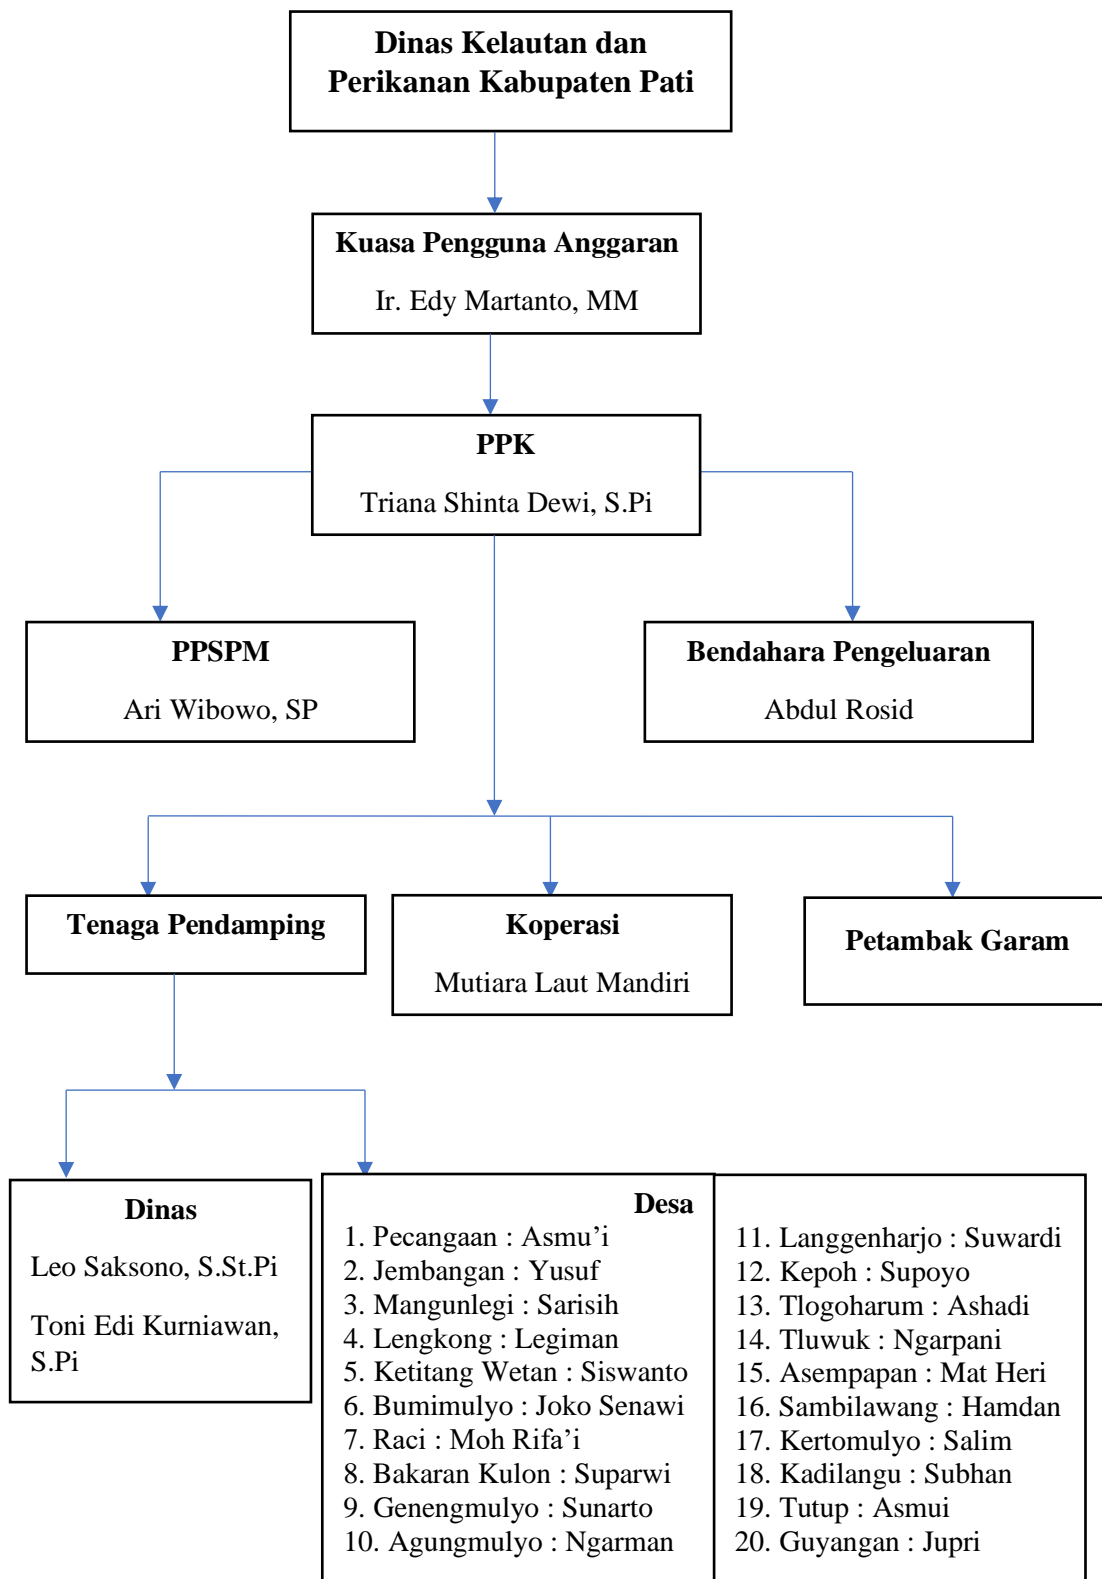 Dinas Kelautan dan
Perikanan Kabupaten Pati
Kuasa Pengguna Anggaran
Ir. Edy Martanto, MM
PPK
Triana Shinta Dewi, S.Pi
PPSPM
Ari Wibowo, SP
Bendahara Pengeluaran
Abdul Rosid
Tenaga Pendamping
Koperasi
Mutiara Laut Mandiri
Petambak Garam
Dinas
Leo Saksono, S.St.Pi
Toni Edi Kurniawan,
S.Pi
Desa
1. Pecangaan : Asmu’i
2. Jembangan : Yusuf
3. Mangunlegi : Sarisih
4. Lengkong : Legiman
5. Ketitang Wetan : Siswanto
6. Bumimulyo : Joko Senawi
7. Raci : Moh Rifa’i
8. Bakaran Kulon : Suparwi
9. Genengmulyo : Sunarto
10. Agungmulyo : Ngarman
11. Langgenharjo : Suwardi
12. Kepoh : Supoyo
13. Tlogoharum : Ashadi
14. Tluwuk : Ngarpani
15. Asempapan : Mat Heri
16. Sambilawang : Hamdan
17. Kertomulyo : Salim
18. Kadilangu : Subhan
19. Tutup : Asmui
20. Guyangan : Jupri